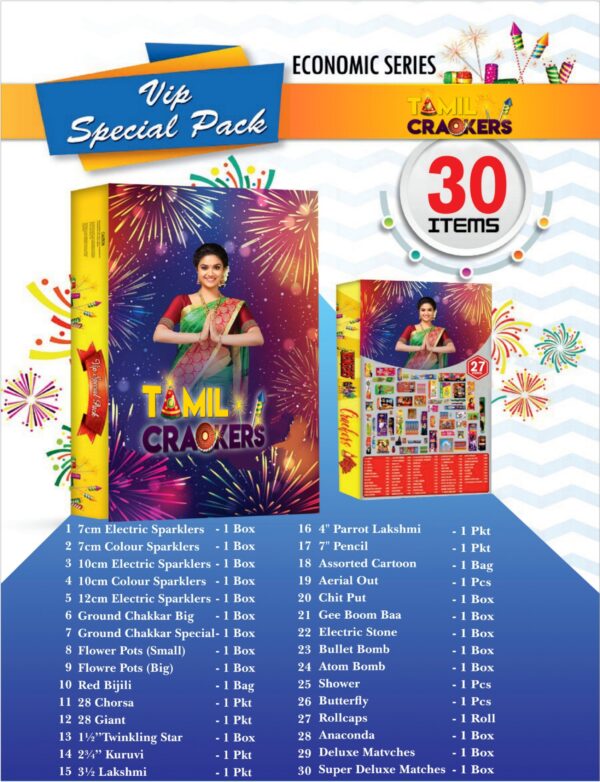 ECONOMIC SERIES
Vip
Special Pack
TAMIL
CRACKERS
30
ITEMS
Vip Special Pack
TAMIL
CRACKERS
27
Crackers
1 7cm Electric Sparklers - 1 Box
2 7cm Colour Sparklers - 1 Box
3 10cm Electric Sparklers - 1 Box
4 10cm Colour Sparklers - 1 Box
5 12cm Electric Sparklers - 1 Box
6 Ground Chakkar Big - 1 Box
7 Ground Chakkar Special- 1 Box
8 Flower Pots (Small) - 1 Box
9 Flowre Pots (Big) - 1 Box
10 Red Bijili - 1 Bag
11 28 Chorsa - 1 Pkt
12 28 Giant - 1 Pkt
13 1½’’Twinkling Star - 1 Box
14 2¾’’ Kuruvi - 1 Pkt
15 3½ Lakshmi - 1 Pkt
16 4" Parrot Lakshmi - 1 Pkt
17 7" Pencil - 1 Pkt
18 Assorted Cartoon - 1 Bag
19 Aerial Out - 1 Pcs
20 Chit Put - 1 Box
21 Gee Boom Baa - 1 Box
22 Electric Stone - 1 Box
23 Bullet Bomb - 1 Box
24 Atom Bomb - 1 Box
25 Shower - 1 Pcs
26 Butterfly - 1 Pcs
27 Rollcaps - 1 Roll
28 Anaconda - 1 Box
29 Deluxe Matvches - 1 Box
30 Super Deluxe Matches - 1 Box